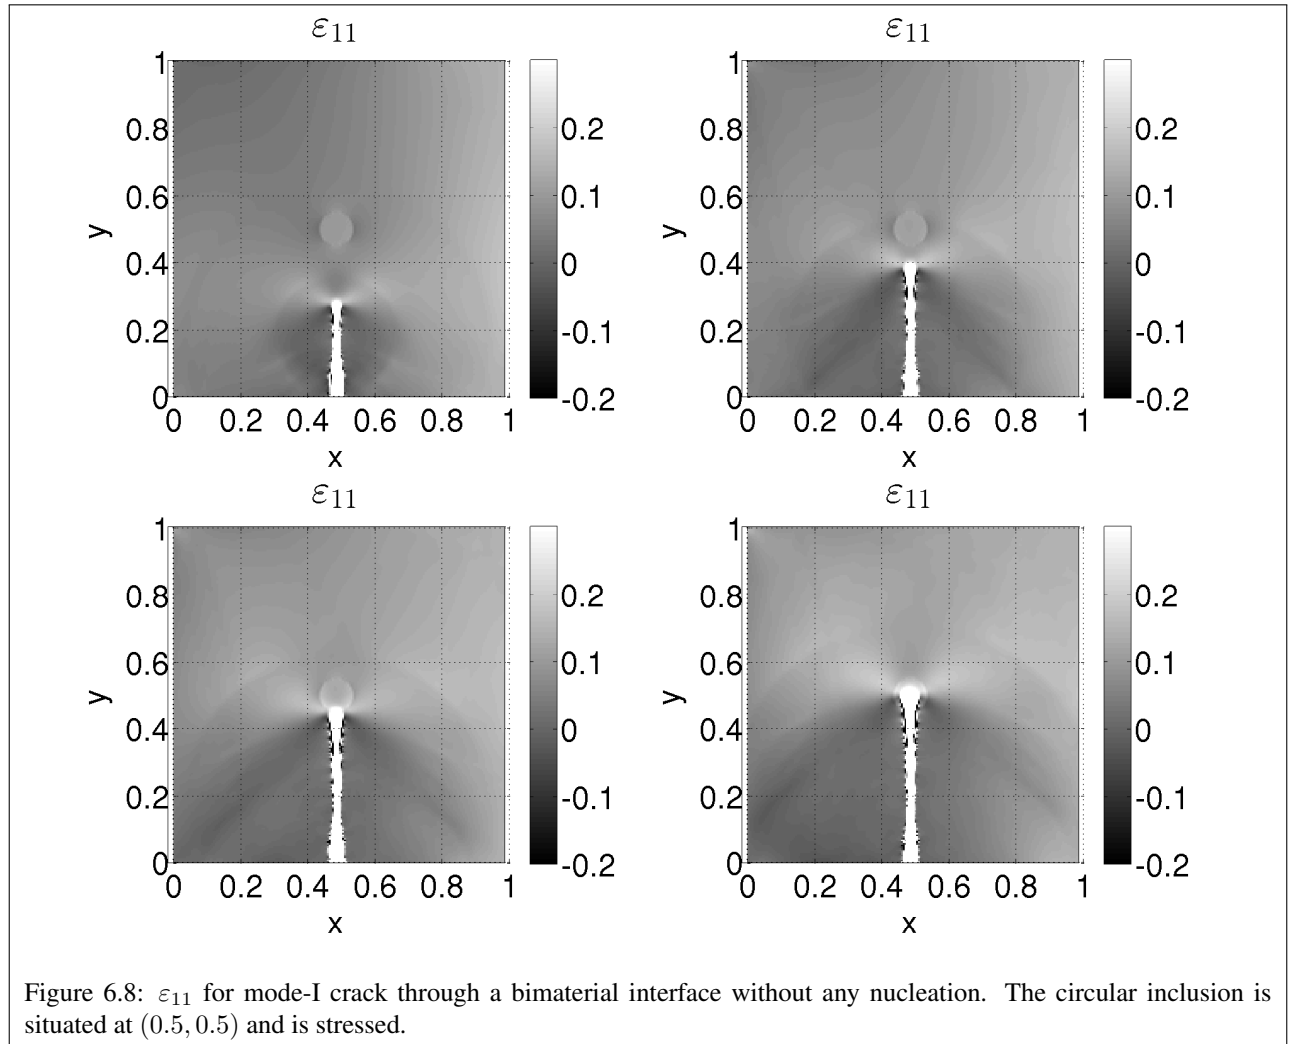 ε11
ε11
1
0.8
0.6
0.4
0.2
0
y
0 0.2 0.4 0.6 0.8 1
x
0.2
0.1
0
-0.1
-0.2
1
0.8
0.6
0.4
0.2
0
y
0 0.2 0.4 0.6 0.8 1
x
0.2
0.1
0
-0.1
-0.2
ε11
ε11
1
0.8
0.6
0.4
0.2
0
y
0 0.2 0.4 0.6 0.8 1
x
0.2
0.1
0
-0.1
-0.2
1
0.8
0.6
0.4
0.2
0
y
0 0.2 0.4 0.6 0.8 1
x
0.2
0.1
0
-0.1
-0.2
Figure 6.8: ε11 for mode-I crack through a bimaterial interface without any nucleation. The circular inclusion is
situated at (0.5, 0.5) and is stressed.